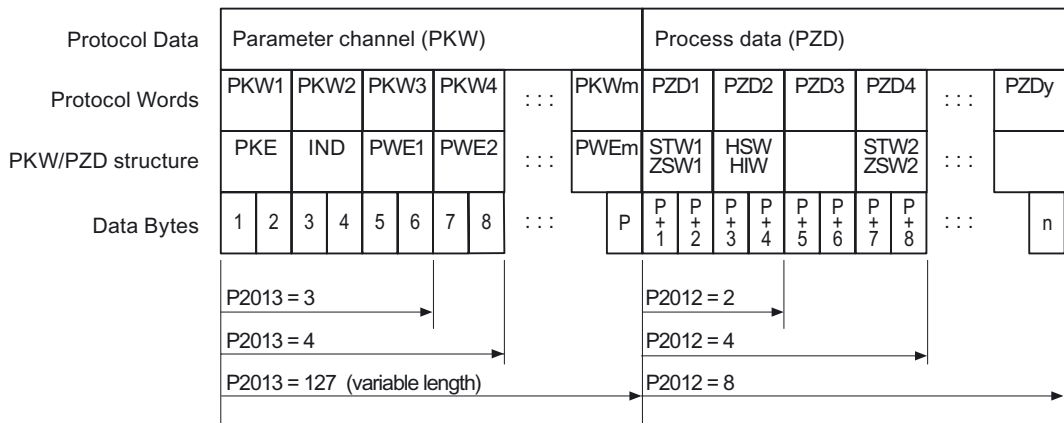 Protocol Data Parameter channel (PKW) Process data (PZD)
Protocol Words PKW1 PKW2 PKW3 PKW4 : : : PKWm PZD1 PZD2 PZD3 PZD4 : : : PZDy
PKW/PZD structure PKE IND PWE1 PWE2 : : : PWEm STW1 ZSW1 HSW HIW STW2 ZSW2 : : :
Data Bytes 1 2 3 4 5 6 7 8 : : : P P+1 P+2 P+3 P+4 P+5 P+6 P+7 P+8 : : : n
P2013 = 3 P2012 = 2
P2013 = 4 P2012 = 4
P2013 = 127 (variable length) P2012 = 8